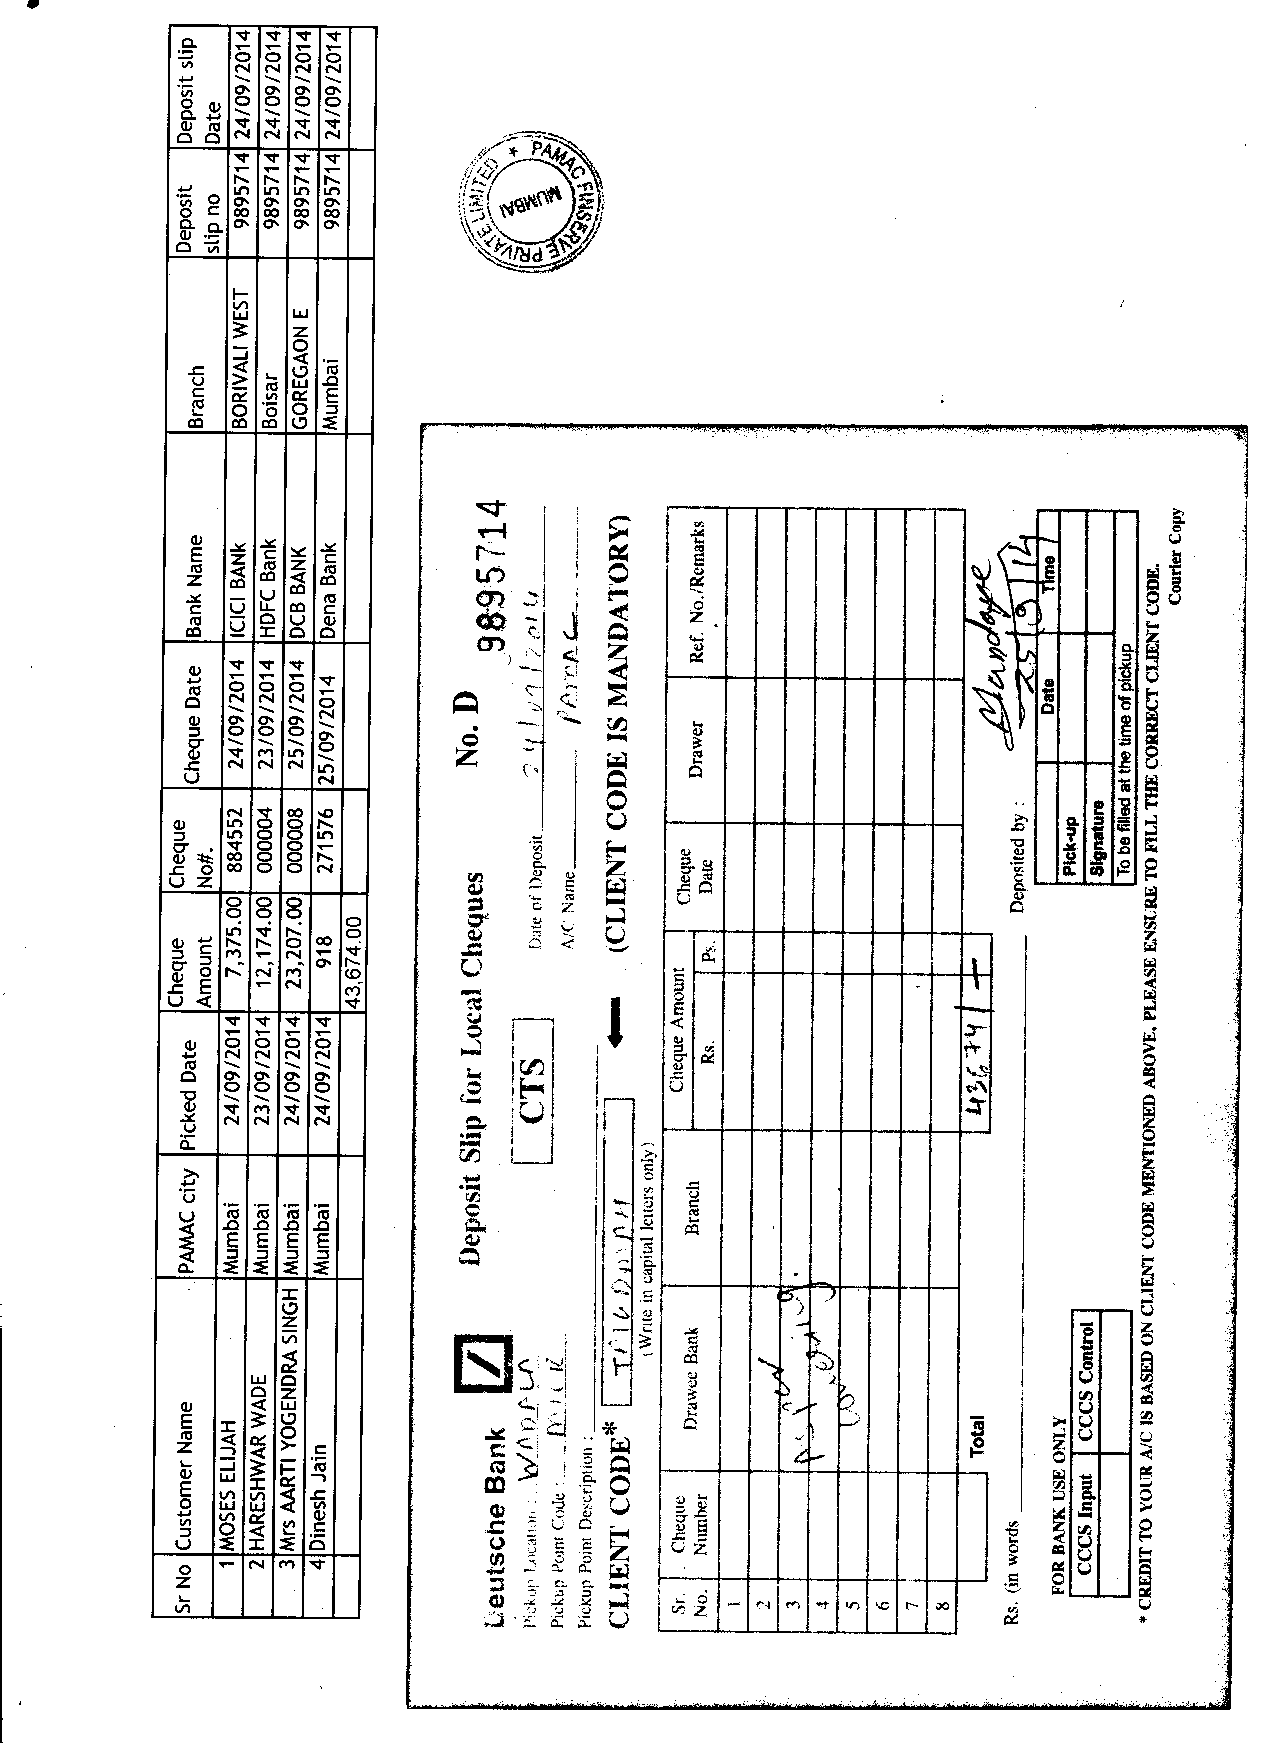 Sr No Customer Name PAMAC city Picked Date Cheque Amount Cheque No#. Cheque Date Bank Name Branch Deposit slip no Deposit slip Date
1 MOSES ELIJAH Mumbai 24/09/2014 7,375.00 884552 24/09/2014 ICICI BANk BORIVALI WEST 9895714 24/09/2014
2 HARESHWAR WADE Mumbai 23/09/2014 12,174.00 000004 23/09/2014 HDFC Bank Boisar 9895714 24/09/2014
3 Mrs AARTI YOGENDRA SINGH Mumbai 24/09/2014 23,207.00 000008 25/09/2014 DCB BANK GOREGAON E 9895714 24/09/2014
4 Dinesh Jain Mumbai 24/09/2014 918 271576 25/09/2014 Dena Bank Mumbai 9895714 24/09/2014
43,674.00
PAMAC FINSERVE PRIVATE LIMITED *
MUMBAI
Deutsche Bank Deposit Slip for Local Cheques No. D 9895714
Pickup Location : WADALA CTS Date of Deposit 24/09/2014
Pickup Point Code : A/C Name PAMAC
Pickup Point Description :
CLIENT CODE* (CLIENT CODE IS MANDATORY)
(Write in capital letters only)
Sr. No. Cheque Number Drawee Bank Branch Cheque Amount Rs. Ps. Cheque Date Drawer Ref. No./Remarks
1
2
3 As Per
4
5
6
7
8
Total 43674/-
Rs. (in words Deposited by :
25/9/14
Date Time
Pick-up
Signature
To be filled at the time of pickup
FOR BANK USE ONLY
CCCS Input CCCS Control
* CREDIT TO YOUR A/C IS BASED ON CLIENT CODE MENTIONED ABOVE, PLEASE ENSURE TO FILL THE CORRECT CLIENT CODE.
Courier Copy